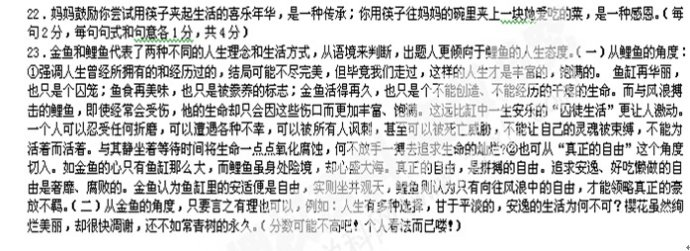 22．妈妈鼓励你尝试用筷子夹起生活的喜乐年华，是一种传承；你用筷子往妈妈的碗里夹上一块她爱吃的菜，是一种感恩。（每
句2分，每句句式和句意各1分，共4分）
23．金鱼和鲤鱼代表了两种不同的人生理念和生活方式，从语境来判断，出题人更倾向于鲤鱼的人生态度。（一）从鲤鱼的角度：
①强调人生曾经所拥有的和经历过的，结局可能不尽完美，但毕竟我们走过，这样的人生才是丰富的，饱满的。 鱼缸再华丽，
也只是个囚笼；鱼食再美味，也只是被豢养的标志；金鱼活得再久，也只是个不能创造、不能经历的干瘪的生命。而与风浪搏
击的鲤鱼，即使经常会受伤，他的生命却只会因这些伤口而更加丰富、饱满。这远比缸中一生安乐的“囚徒生活”更让人激动。
一个人可以忍受任何折磨，可以遭遇各种不幸，可以被所有人讽刺，甚至可以被死亡威胁，不能让自己的灵魂被束缚，不能为
活着而活着。与其静坐着等待时间将生命一点点氧化腐蚀，何不放手一搏去追求生命的灿烂？②也可从“真正的自由”这个角度
切入。如金鱼的心只有鱼缸那么大，而鲤鱼虽身处险境，却心盛大海。真正的自由，是拼搏的自由。追求安逸、好吃懒做的自
由是奢靡、腐败的。金鱼认为鱼缸里的安适便是自由，实则坐井观天，鲤鱼则认为只有向往风浪中的自由，才能领略真正的豪
放不羁。（二）从金鱼的角度，只要言之有理也可以，例如：人生有多种选择，甘于平淡的，安逸的生活为何不可？樱花虽然绚
烂美丽，却很快凋谢，还不如常青树的永久。（分数可能不高吧！个人看法而已喽！）